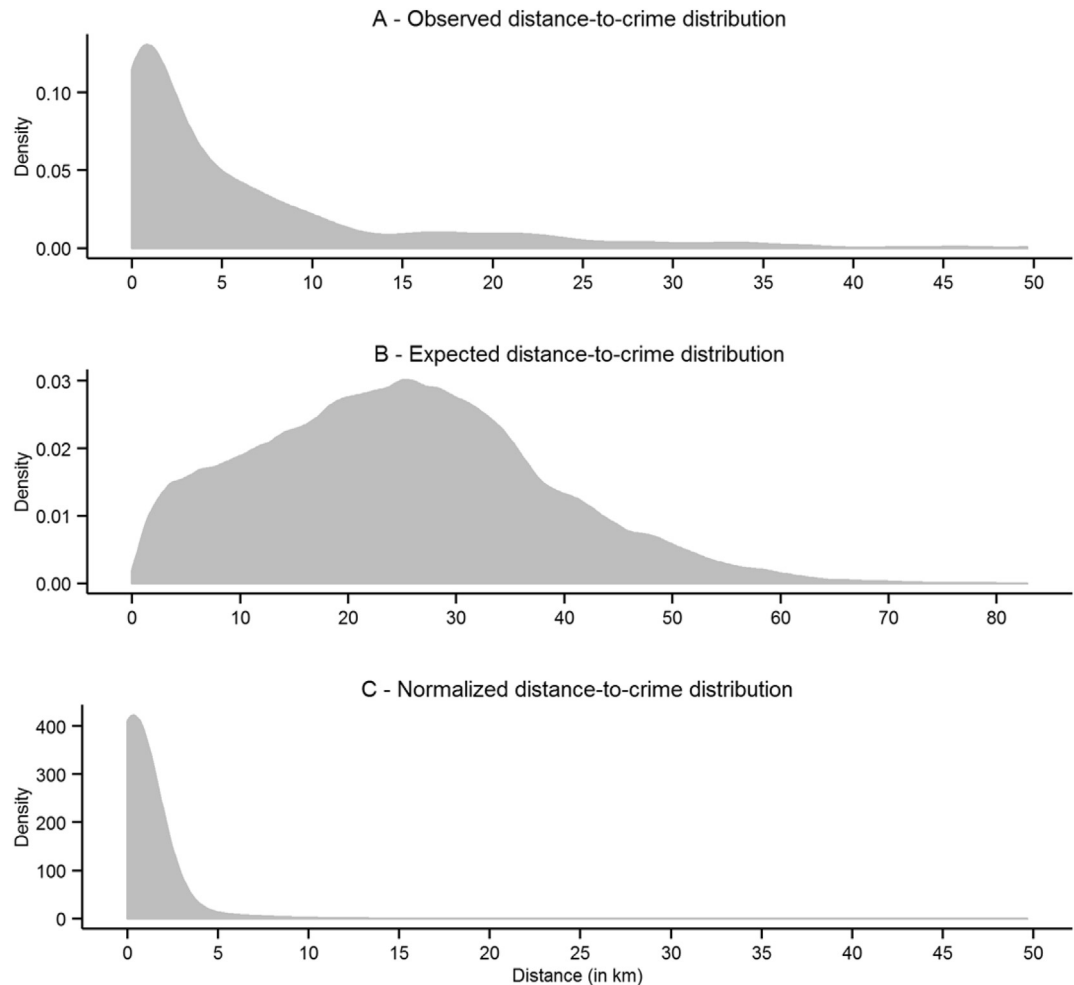 A - Observed distance-to-crime distribution
0.10
0.05
0.00
Density
0 5 10 15 20 25 30 35 40 45 50
B - Expected distance-to-crime distribution
0.03
0.02
0.01
0.00
Density
0 10 20 30 40 50 60 70 80
C - Normalized distance-to-crime distribution
400
300
200
100
0
Density
0 5 10 15 20 25 30 35 40 45 50
Distance (in km)